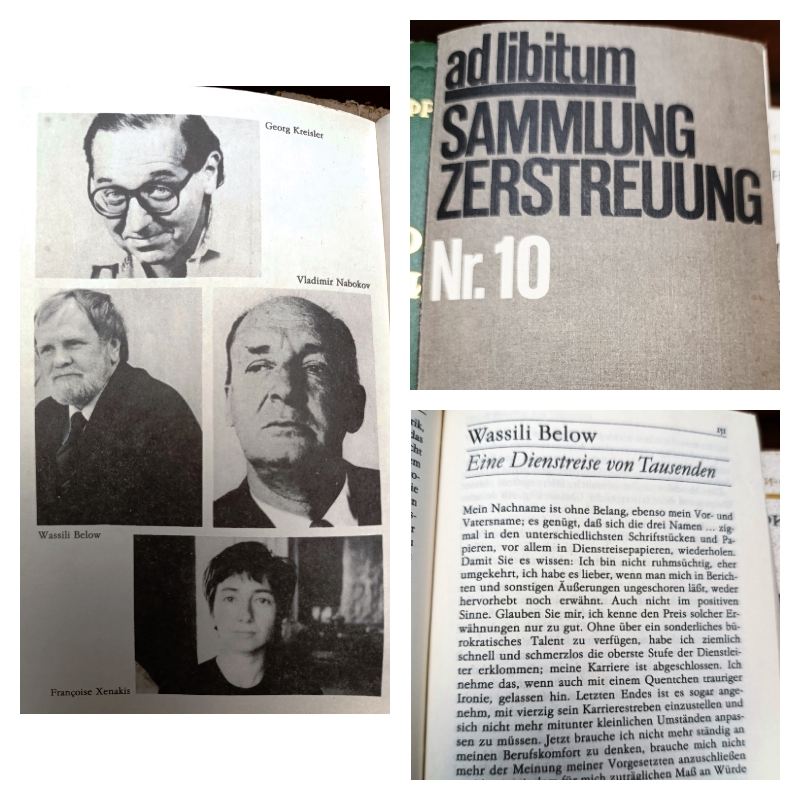 Georg Kreisler
Vladimir Nabokov
Wassili Below
Françoise Xenakis
ad libitum
SAMMLUNG
ZERSTREUUNG
Nr. 10
151
Wassili Below
Eine Dienstreise von Tausenden
Mein Nachname ist ohne Belang, ebenso mein Vor- und
Vatersname; es genügt, daß sich die drei Namen ... zig-
mal in den unterschiedlichsten Schriftstücken und Pa-
pieren, vor allem in Dienstreisepapieren, wiederholen.
Damit Sie es wissen: Ich bin nicht ruhmsüchtig, eher
umgekehrt, ich habe es lieber, wenn man mich in Berich-
ten und sonstigen Äußerungen ungeschoren läßt, weder
hervorhebt noch erwähnt. Auch nicht im positiven
Sinne. Glauben Sie mir, ich kenne den Preis solcher Er-
wähnungen nur zu gut. Ohne über ein sonderliches bü-
rokratisches Talent zu verfügen, habe ich ziemlich
schnell und schmerzlos die oberste Stufe der Dienstlei-
ter erklommen; meine Karriere ist abgeschlossen. Ich
nehme das, wenn auch mit einem Quentchen trauriger
Ironie, gelassen hin. Letzten Endes ist es sogar ange-
nehm, mit vierzig sein Karrierestreben einzustellen und
sich nicht mehr mitunter kleinlichen Umständen anpas-
sen zu müssen. Jetzt brauche ich nicht mehr ständig an
meinen Berufskomfort zu denken, brauche mich nicht
mehr der Meinung meiner Vorgesetzten anzuschließen
für mich zuträglichen Maß an Würde